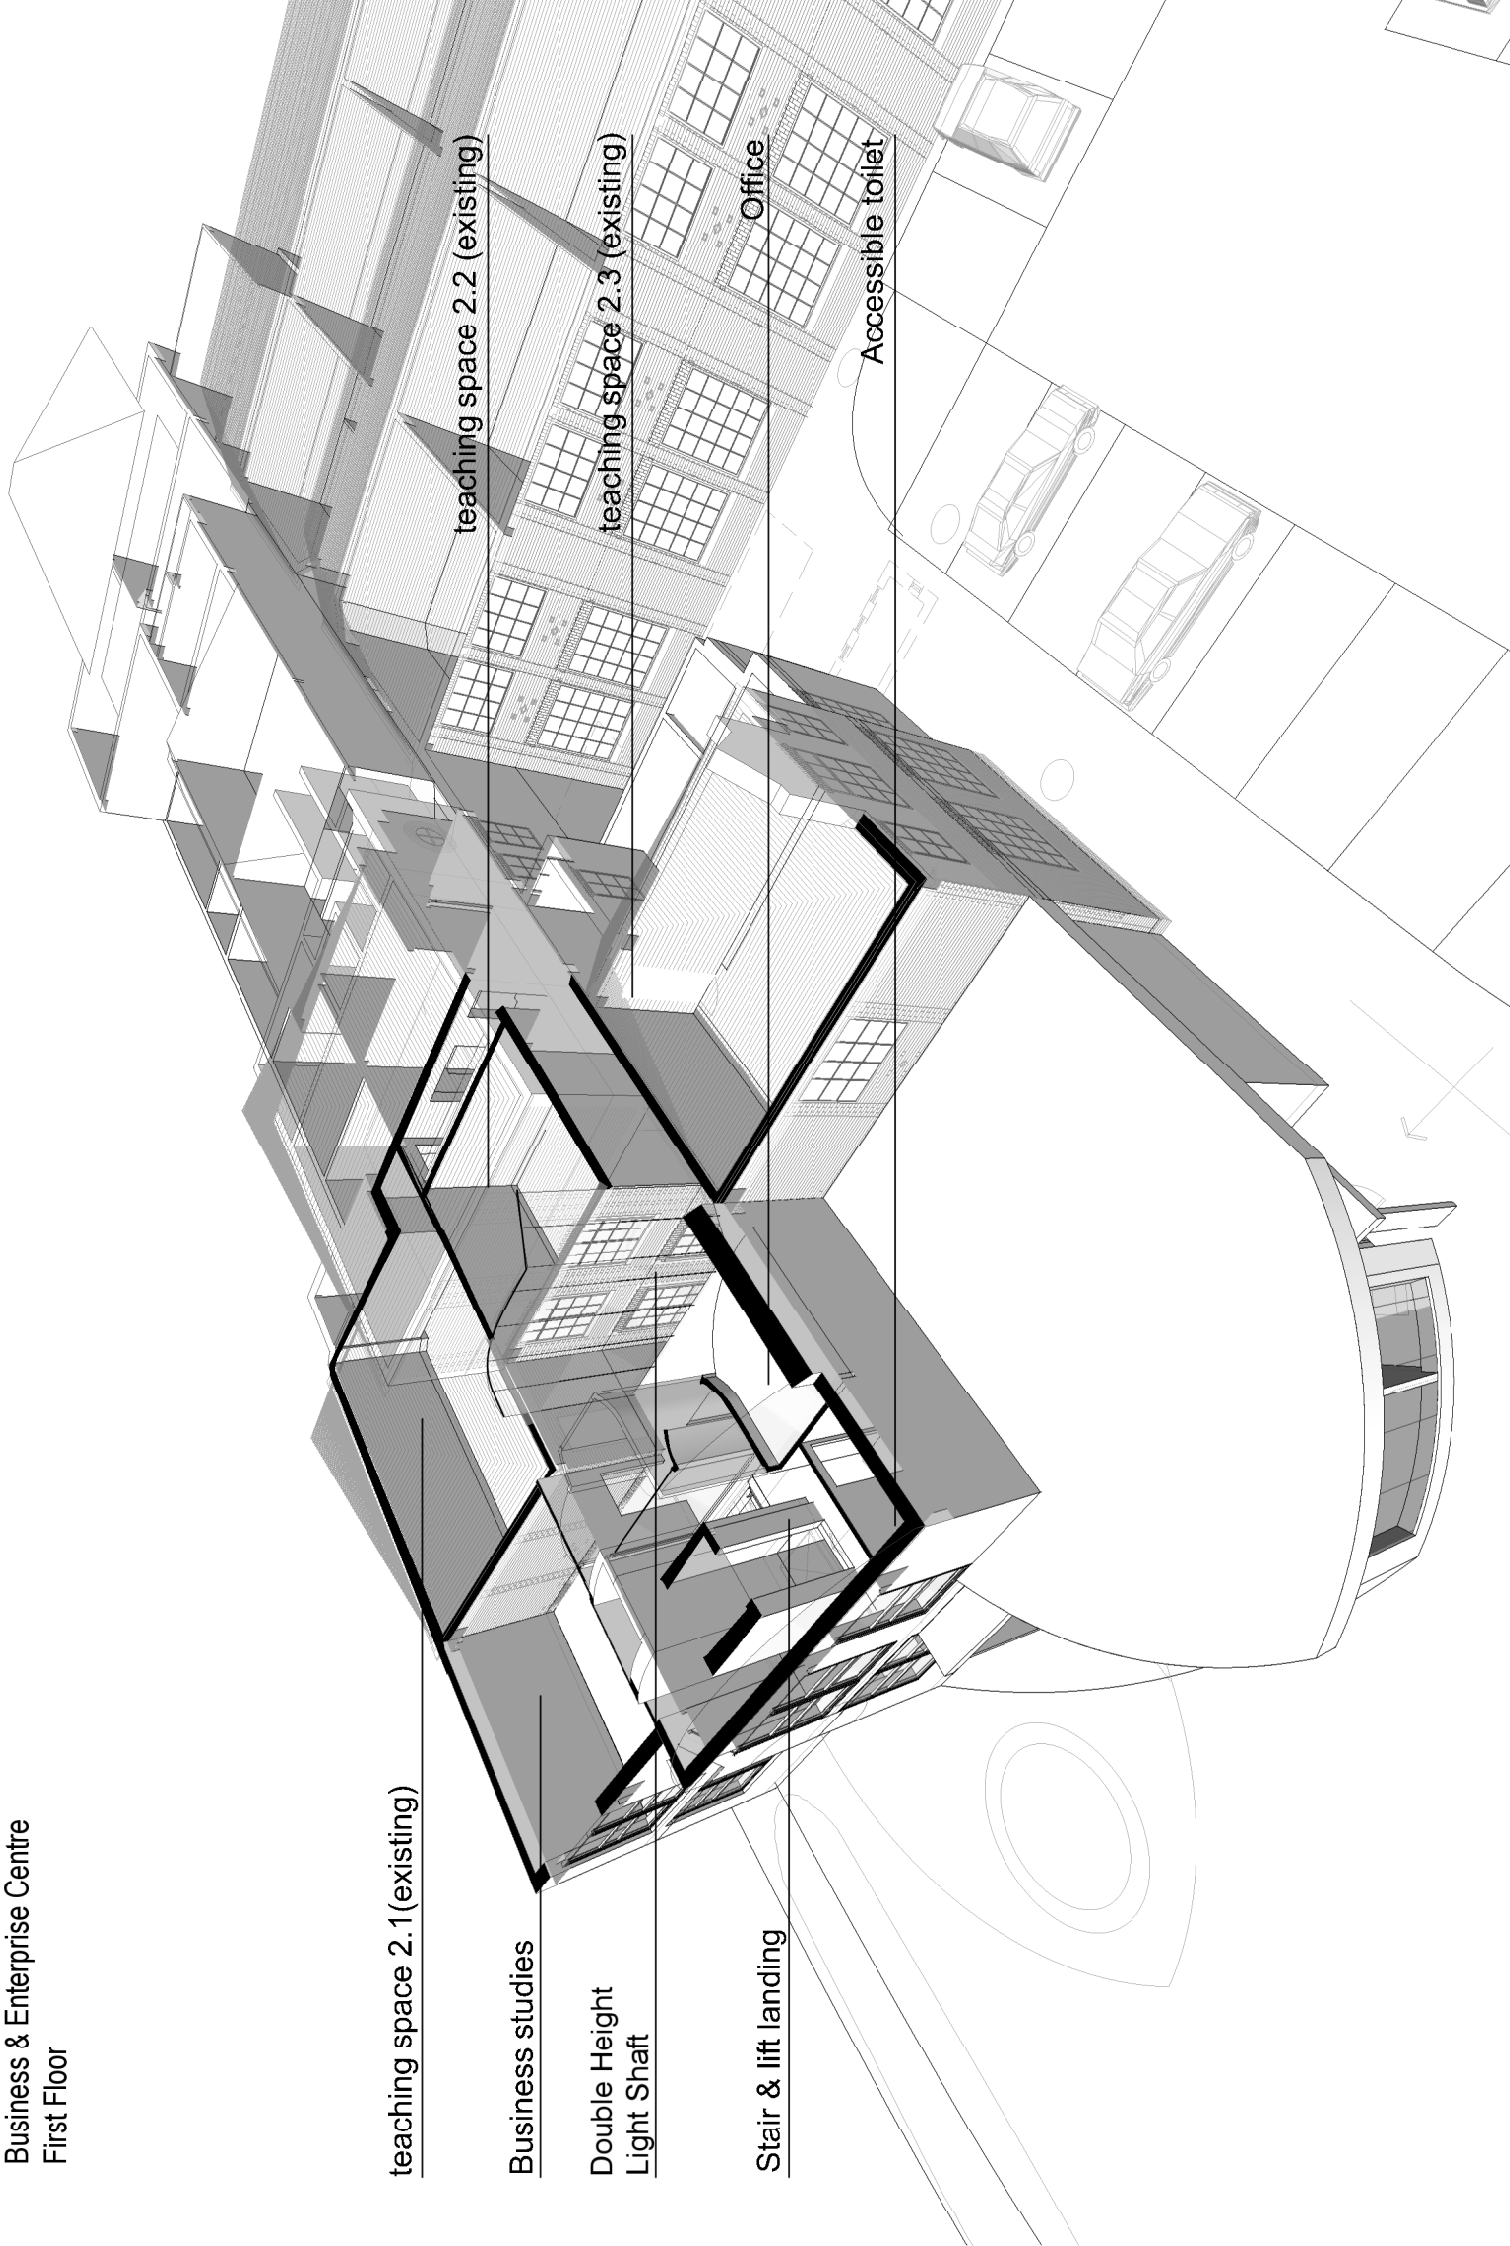 Business & Enterprise Centre
First Floor
teaching space 2.1(existing)
Business studies
Double Height
Light Shaft
Stair & lift landing
teaching space 2.2 (existing)
teaching space 2.3 (existing)
Office
Accessible toilet